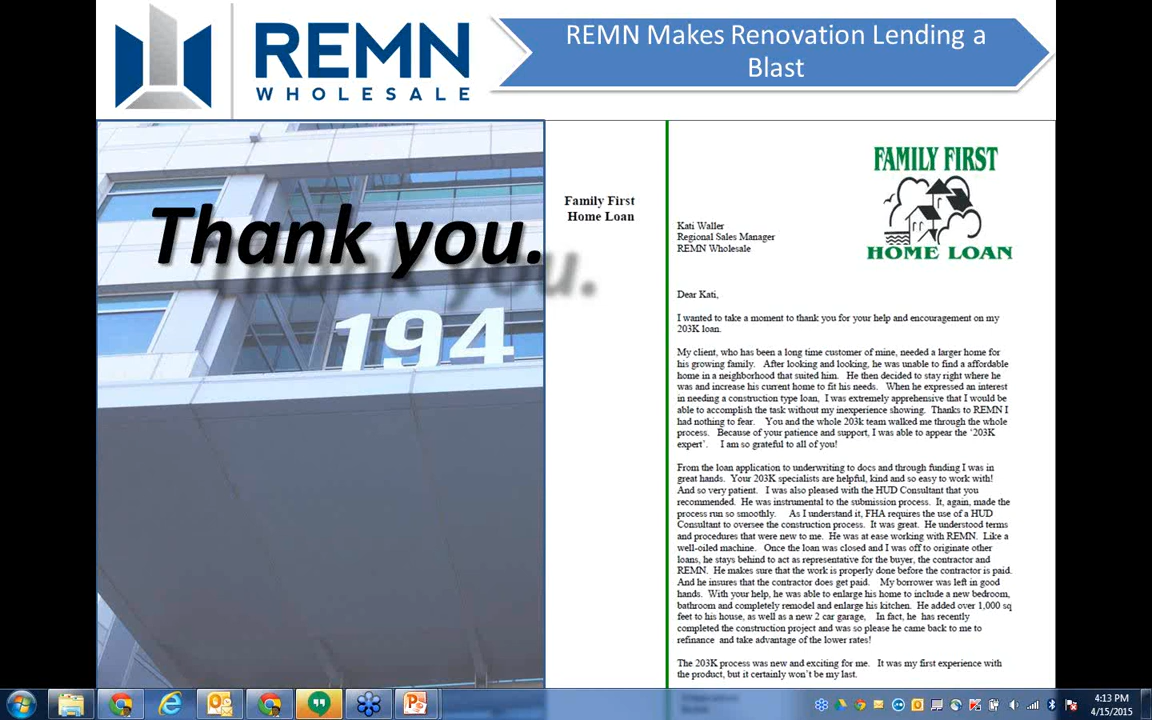 REMN
WHOLESALE
REMN Makes Renovation Lending a
Blast
Thank you.
194
Family First
Home Loan
FAMILY FIRST
HOME LOAN
Kati Waller
Regional Sales Manager
REMN Wholesale
Dear Kati,
I wanted to take a moment to thank you for your help and encouragement on my
203K loan.
My client, who has been a long time customer of mine, needed a larger home for
his growing family. After looking and looking, he was unable to find a affordable
home in a neighborhood that suited him. He then decided to stay right where he
was and increase his current home to fit his needs. When he expressed an interest
in needing a construction type loan, I was extremely apprehensive that I would be
able to accomplish the task without my inexperience showing. Thanks to REMN I
had nothing to fear. You and the whole 203k team walked me through the whole
process. Because of your patience and support, I was able to appear the ‘203K
expert’. I am so grateful to all of you!
From the loan application to underwriting to docs and through funding I was in
great hands. Your 203K specialists are helpful, kind and so easy to work with!
And so very patient. I was also pleased with the HUD Consultant that you
recommended. He was instrumental to the submission process. It, again, made the
process run so smoothly. As I understand it, FHA requires the use of a HUD
Consultant to oversee the construction process. It was great. He understood terms
and procedures that were new to me. He was at ease working with REMN. Like a
well-oiled machine. Once the loan was closed and I was off to originate other
loans, he stays behind to act as representative for the buyer, the contractor and
REMN. He makes sure that the work is properly done before the contractor is paid.
And he insures that the contractor does get paid. My borrower was left in good
hands. With your help, he was able to enlarge his home to include a new bedroom,
bathroom and completely remodel and enlarge his kitchen. He added over 1,000 sq
feet to his house, as well as a new 2 car garage, In fact, he has recently
completed the construction project and was so please he came back to me to
refinance and take advantage of the lower rates!
The 203K process was new and exciting for me. It was my first experience with
the product, but it certainly won’t be my last.
4:13 PM
4/15/2015